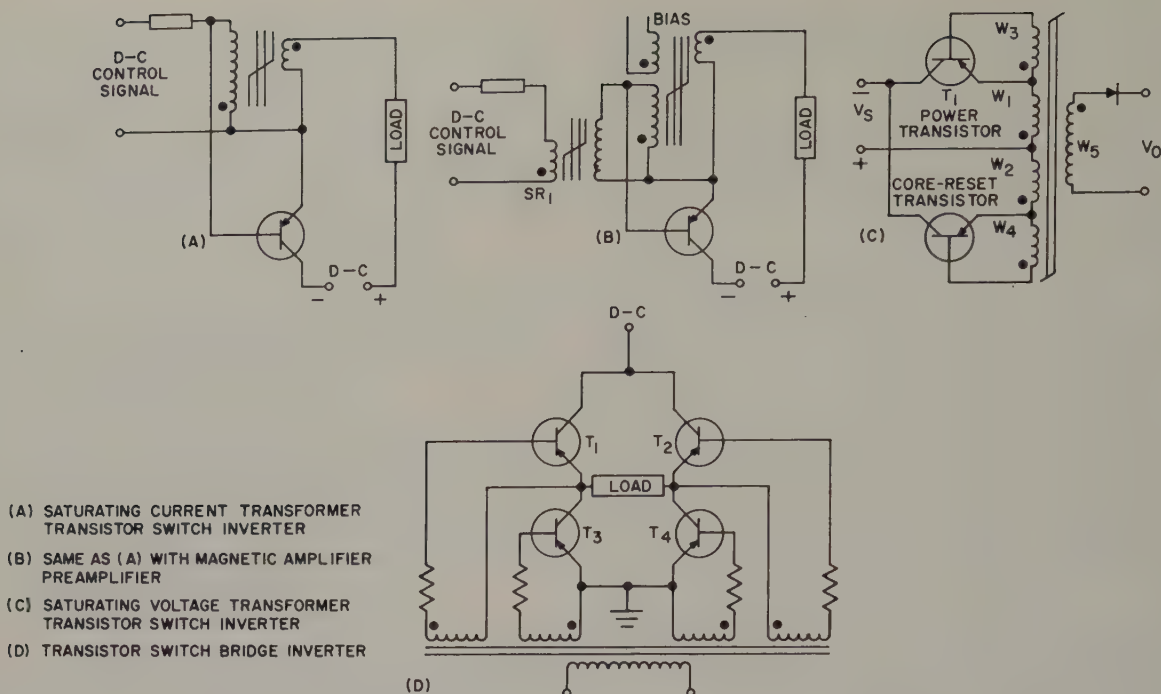 D-C
CONTROL
SIGNAL
LOAD
(A)
D-C
-
+
BIAS
D-C
CONTROL
SIGNAL
SR1
LOAD
(B)
D-C
-
+
W3
T1
POWER
TRANSISTOR
W1
-
VS
+
W5
VO
W2
CORE-RESET
TRANSISTOR
W4
(C)
D-C
T1
T2
LOAD
T3
T4
(D)
(A) SATURATING CURRENT TRANSFORMER
TRANSISTOR SWITCH INVERTER
(B) SAME AS (A) WITH MAGNETIC AMPLIFIER
PREAMPLIFIER
(C) SATURATING VOLTAGE TRANSFORMER
TRANSISTOR SWITCH INVERTER
(D) TRANSISTOR SWITCH BRIDGE INVERTER